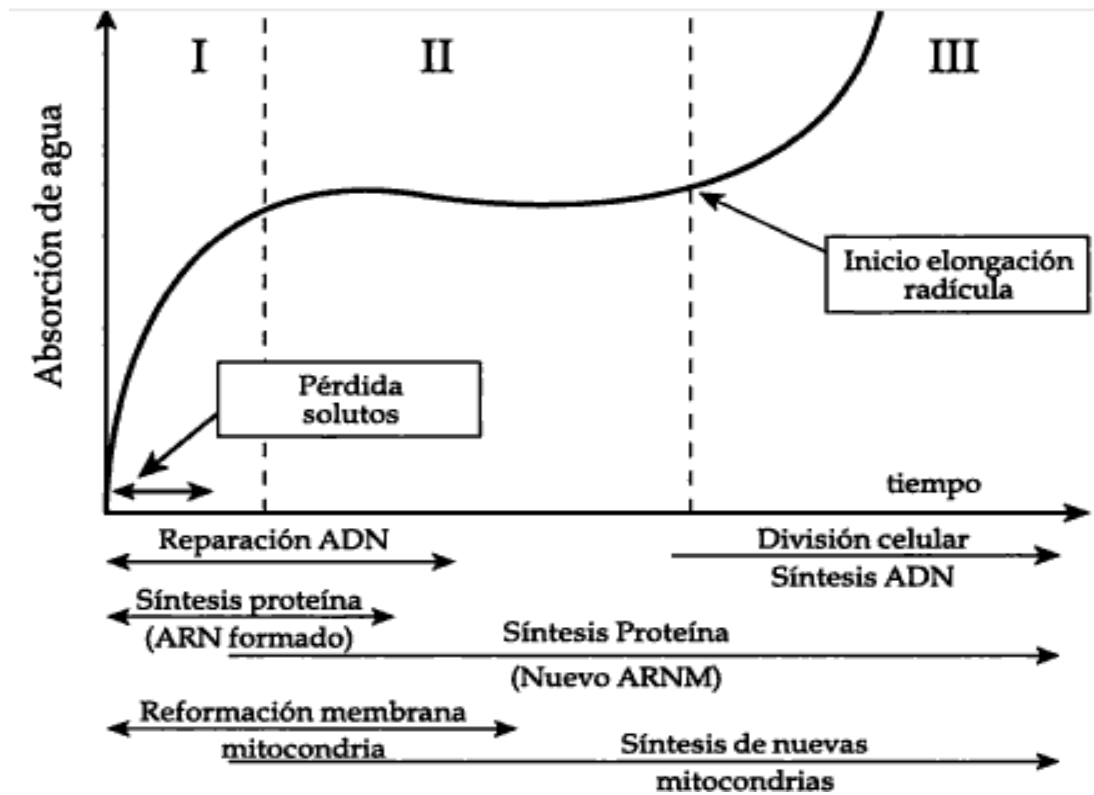 I
II
III
Absorción de agua
Inicio elongación
radícula
Pérdida
solutos
tiempo
Reparación ADN
División celular
Síntesis ADN
Síntesis proteína
(ARN formado)
Síntesis Proteína
(Nuevo ARNM)
Reformación membrana
mitocondria
Síntesis de nuevas
mitocondrias